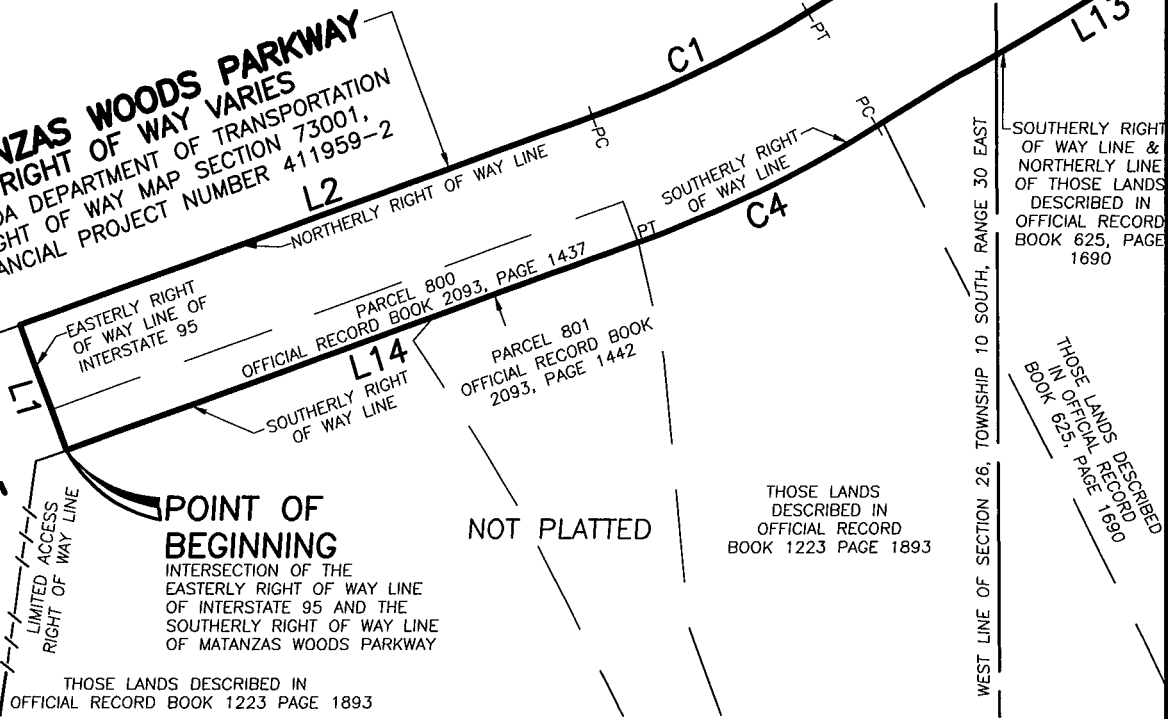 WOODS PARKWAY
RIGHT OF WAY VARIES
DEPARTMENT OF TRANSPORTATION
OF WAY MAP SECTION 73001,
PROJECT NUMBER 411959-2
C1
PT
L13
PC
PC
L2
NORTHERLY RIGHT OF WAY LINE
SOUTHERLY RIGHT
OF WAY LINE
C4
PT
SOUTHERLY RIGHT
OF WAY LINE &
NORTHERLY LINE
OF THOSE LANDS
DESCRIBED IN
OFFICIAL RECORD
BOOK 625, PAGE
1690
WEST LINE OF SECTION 26, TOWNSHIP 10 SOUTH, RANGE 30 EAST
EASTERLY RIGHT
OF WAY LINE OF
INTERSTATE 95
PARCEL 800
OFFICIAL RECORD BOOK 2093, PAGE 1437
L1
L14
PARCEL 801
OFFICIAL RECORD BOOK
2093, PAGE 1442
SOUTHERLY RIGHT
OF WAY LINE
THOSE LANDS DESCRIBED
IN OFFICIAL RECORD
BOOK 625, PAGE 1690
LIMITED ACCESS
RIGHT OF WAY LINE
POINT OF
BEGINNING
INTERSECTION OF THE
EASTERLY RIGHT OF WAY LINE
OF INTERSTATE 95 AND THE
SOUTHERLY RIGHT OF WAY LINE
OF MATANZAS WOODS PARKWAY
NOT PLATTED
THOSE LANDS
DESCRIBED IN
OFFICIAL RECORD
BOOK 1223 PAGE 1893
THOSE LANDS DESCRIBED IN
OFFICIAL RECORD BOOK 1223 PAGE 1893